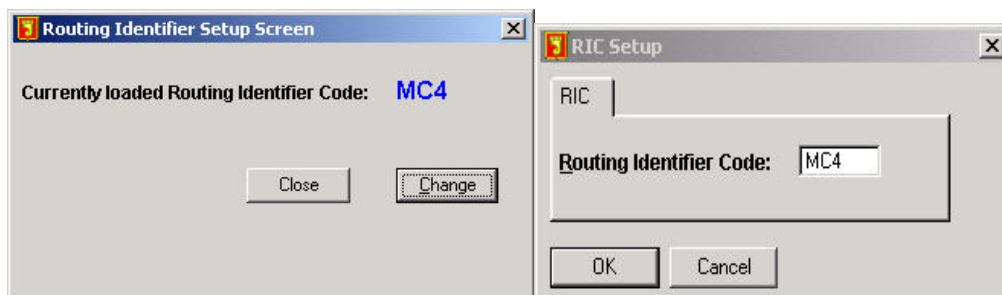 Routing Identifier Setup Screen
Currently loaded Routing Identifier Code: MC4
Close Change
RIC Setup
RIC
Routing Identifier Code: MC4
OK Cancel